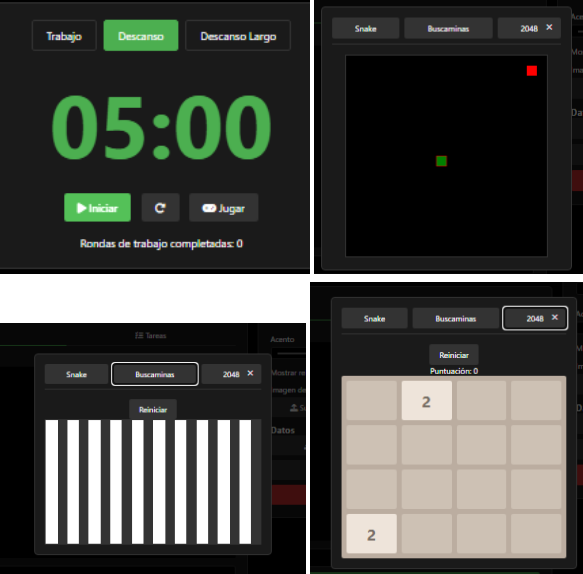 Trabajo Descanso Descanso Largo
05:00
Iniciar Jugar
Rondas de trabajo completadas: 0
Snake Buscaminas 2048 ×
Tareas
Acento
Mostrar re
imagen de
Datos
Snake Buscaminas 2048 ×
Reiniciar
Snake Buscaminas 2048 ×
Reiniciar
Puntuación: 0
2
2